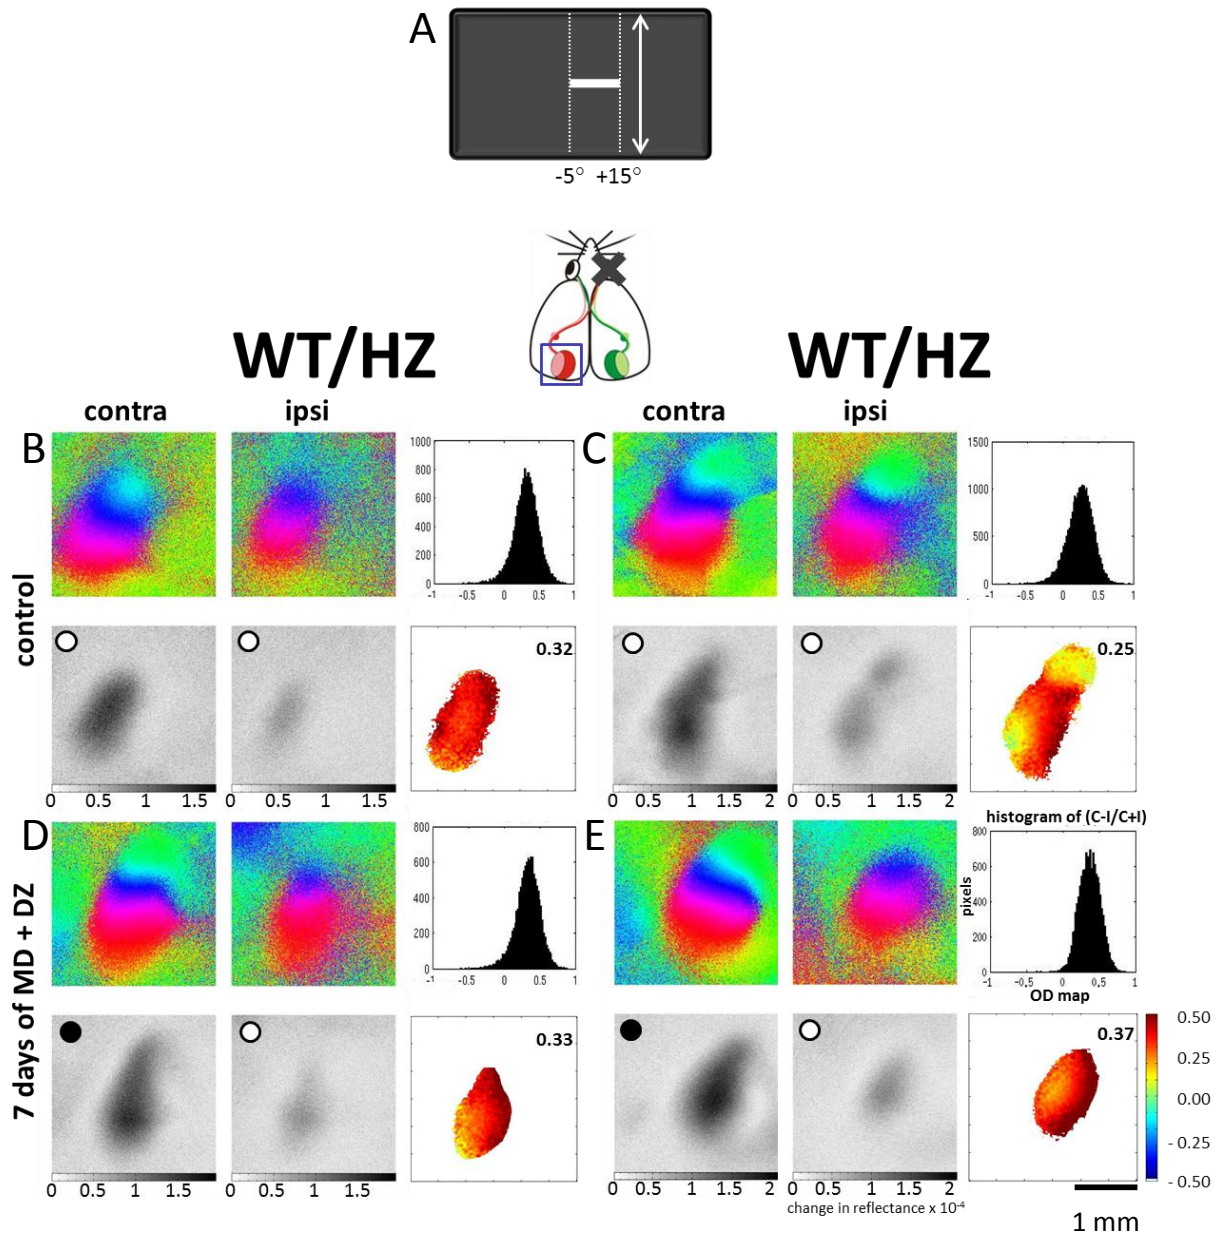 A
-5° +15°
WT/HZ WT/HZ
contra ipsi contra ipsi
B C
control
1000
800
600
400
200
0
-1 -0.5 0 0.5 1
1500
1000
500
0
-1 -0.5 0 0.5 1
0.32
0.25
0 0.5 1 1.5
0 0.5 1 1.5
0 0.5 1 1.5 2
0 0.5 1 1.5 2
D E
7 days of MD + DZ
800
600
400
200
0
-1 -0.5 0 0.5 1
histogram of (C-I/C+I)
pixels
800
600
400
200
0
-1 -0.5 0 0.5 1
OD map
0.33
0.37
0.50
0.25
0.00
- 0.25
- 0.50
0 0.5 1 1.5
0 0.5 1 1.5
0 0.5 1 1.5 2
0 0.5 1 1.5 2
change in reflectance x 10-4
1 mm